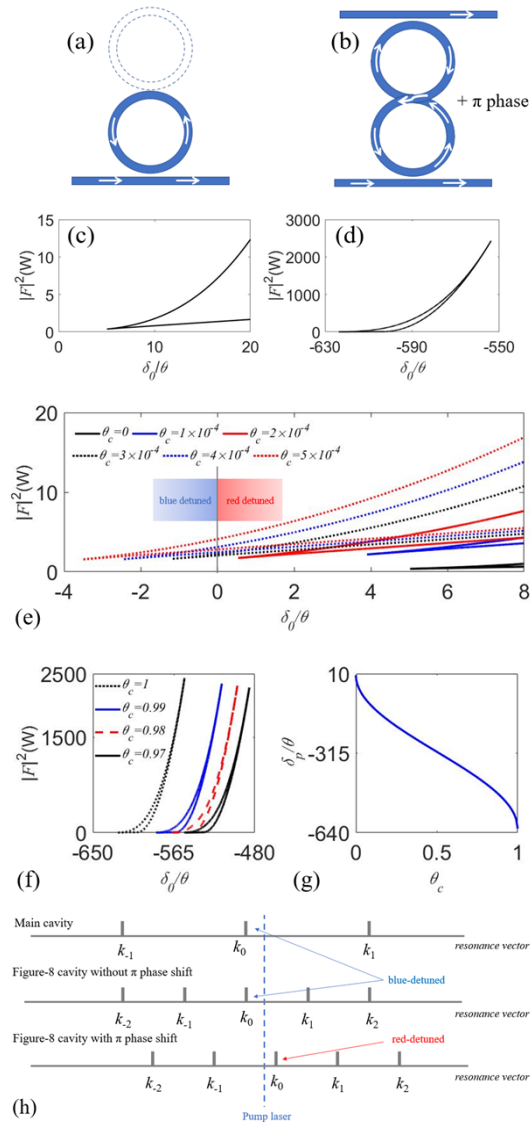 (a)
(b)
+ π phase
(c)
|F|²(W)
15
10
5
0
0
10
20
δ₀/θ
(d)
|F|²(W)
3000
2000
1000
0
-630
-590
-550
δ₀/θ
|F|²(W)
20
10
0
θc=0
θc=1×10⁻⁴
θc=2×10⁻⁴
θc=3×10⁻⁴
θc=4×10⁻⁴
θc=5×10⁻⁴
blue detuned
red detuned
-4
-2
0
2
4
6
8
(e)
δ₀/θ
|F|²(W)
2500
1500
0
θc=1
θc=0.99
θc=0.98
θc=0.97
-650
-565
-480
(f)
δ₀/θ
δp/θ
10
-315
-640
0
0.5
1
(g)
θc
Main cavity
k₋₁
k₀
k₁
resonance vector
Figure-8 cavity without π phase shift
blue-detuned
k₋₂
k₋₁
k₀
k₁
k₂
resonance vector
Figure-8 cavity with π phase shift
red-detuned
k₋₂
k₋₁
k₀
k₁
k₂
resonance vector
(h)
Pump laser